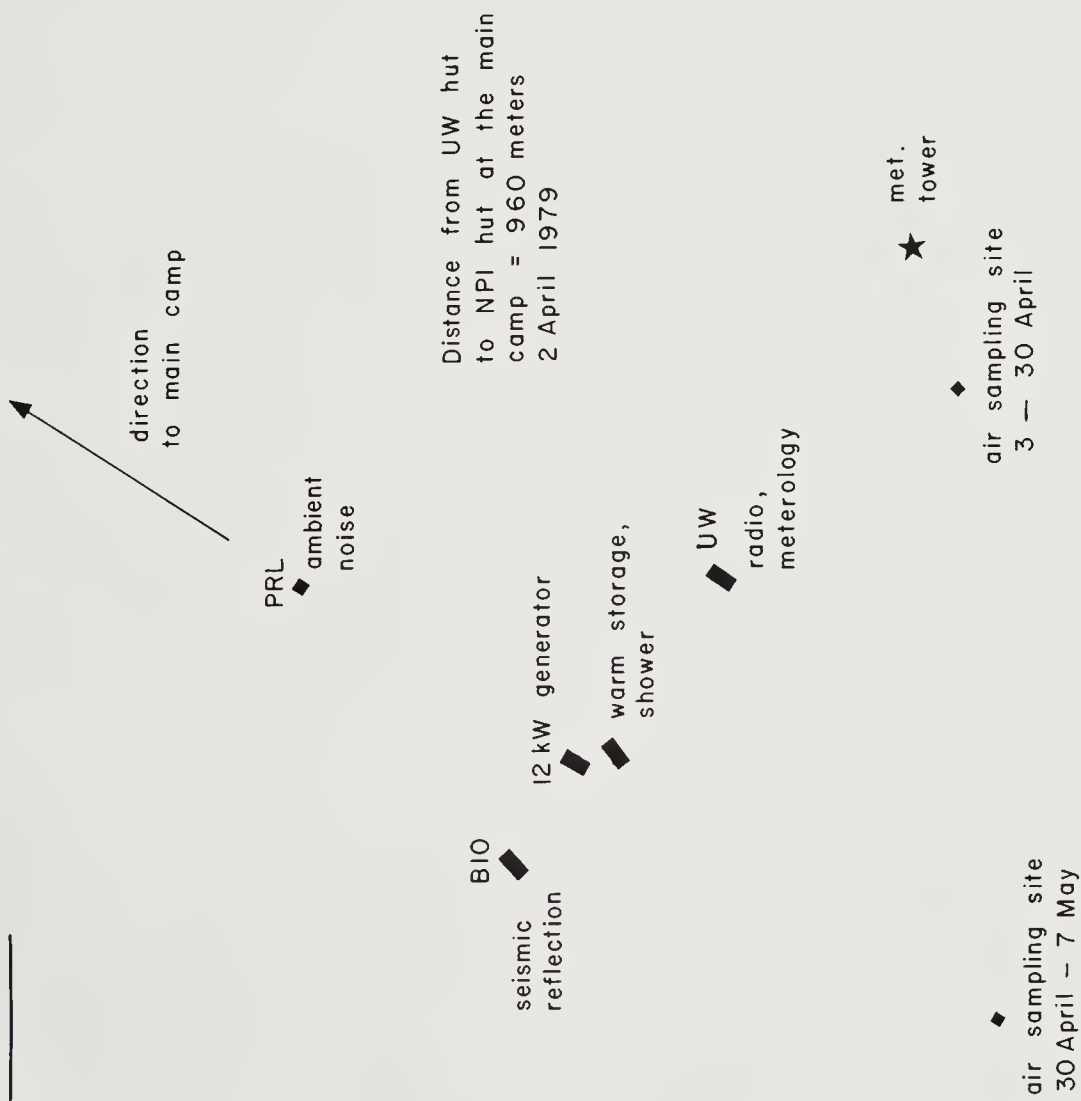 direction
to main camp
PRL
ambient
noise
Distance from UW hut
to NPI hut at the main
camp = 960 meters
2 April 1979
BIO
seismic
reflection
12 kW generator
warm storage,
shower
UW
radio,
meterology
met.
tower
air sampling site
3 — 30 April
air sampling site
30 April – 7 May